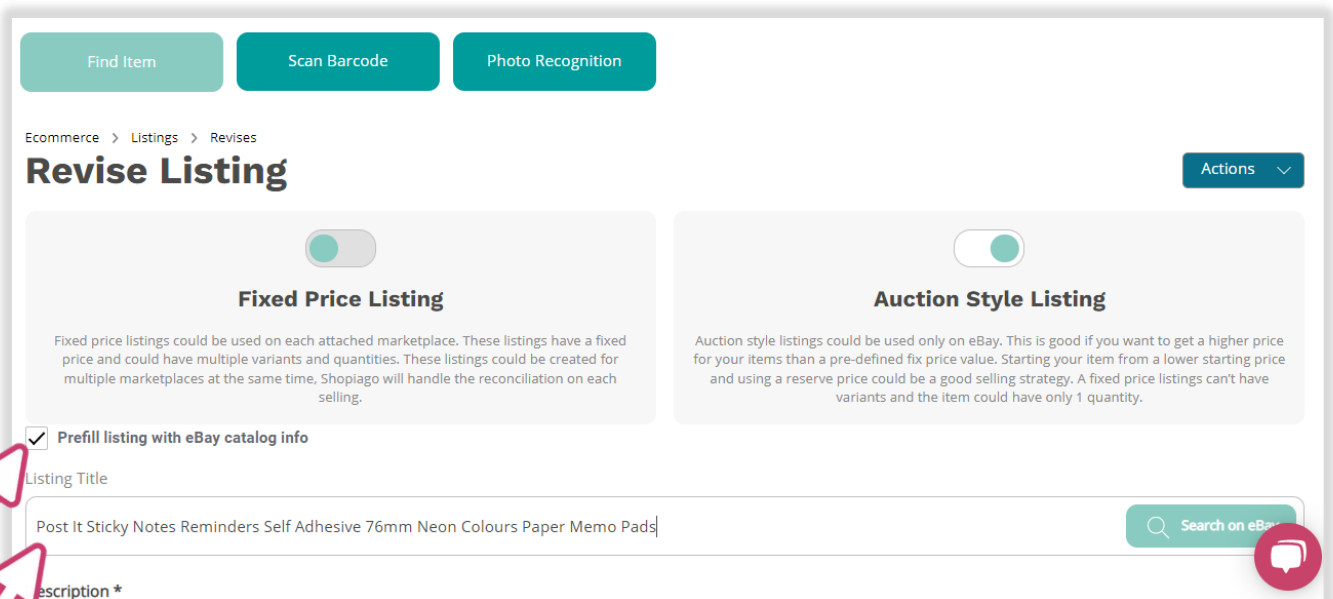 Find Item
Scan Barcode
Photo Recognition
Ecommerce > Listings > Revises
Revise Listing
Actions
Fixed Price Listing
Fixed price listings could be used on each attached marketplace. These listings have a fixed
price and could have multiple variants and quantities. These listings could be created for
multiple marketplaces at the same time, Shopiago will handle the reconciliation on each
selling.
Auction Style Listing
Auction style listings could be used only on eBay. This is good if you want to get a higher price
for your items than a pre-defined fix price value. Starting your item from a lower starting price
and using a reserve price could be a good selling strategy. A fixed price listings can't have
variants and the item could have only 1 quantity.
Prefill listing with eBay catalog info
Listing Title
Post It Sticky Notes Reminders Self Adhesive 76mm Neon Colours Paper Memo Pads
Search on eBay
escription *